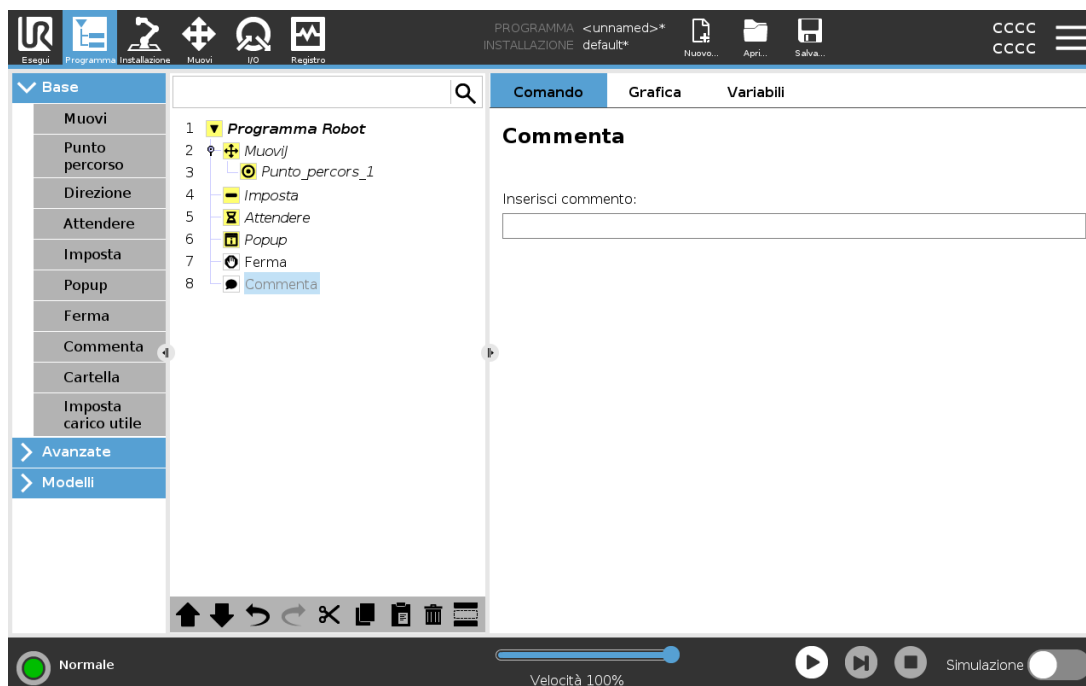 PROGRAMMA <unnamed>*
INSTALLAZIONE default*
Nuovo... Apri... Salva...
CCCC
CCCC
Esegui Programma Installazione Muovi I/O Registro
Base
Muovi
Punto
percorso
Direzione
Attendere
Imposta
Popup
Ferma
Commenta
Cartella
Imposta
carico utile
Avanzate
Modelli
1 Programma Robot
2 MuoviJ
3 Punto_percors_1
4 Imposta
5 Attendere
6 Popup
7 Ferma
8 Commenta
Comando Grafica Variabili
Commenta
Inserisci commento:
Normale
Velocità 100%
Simulazione